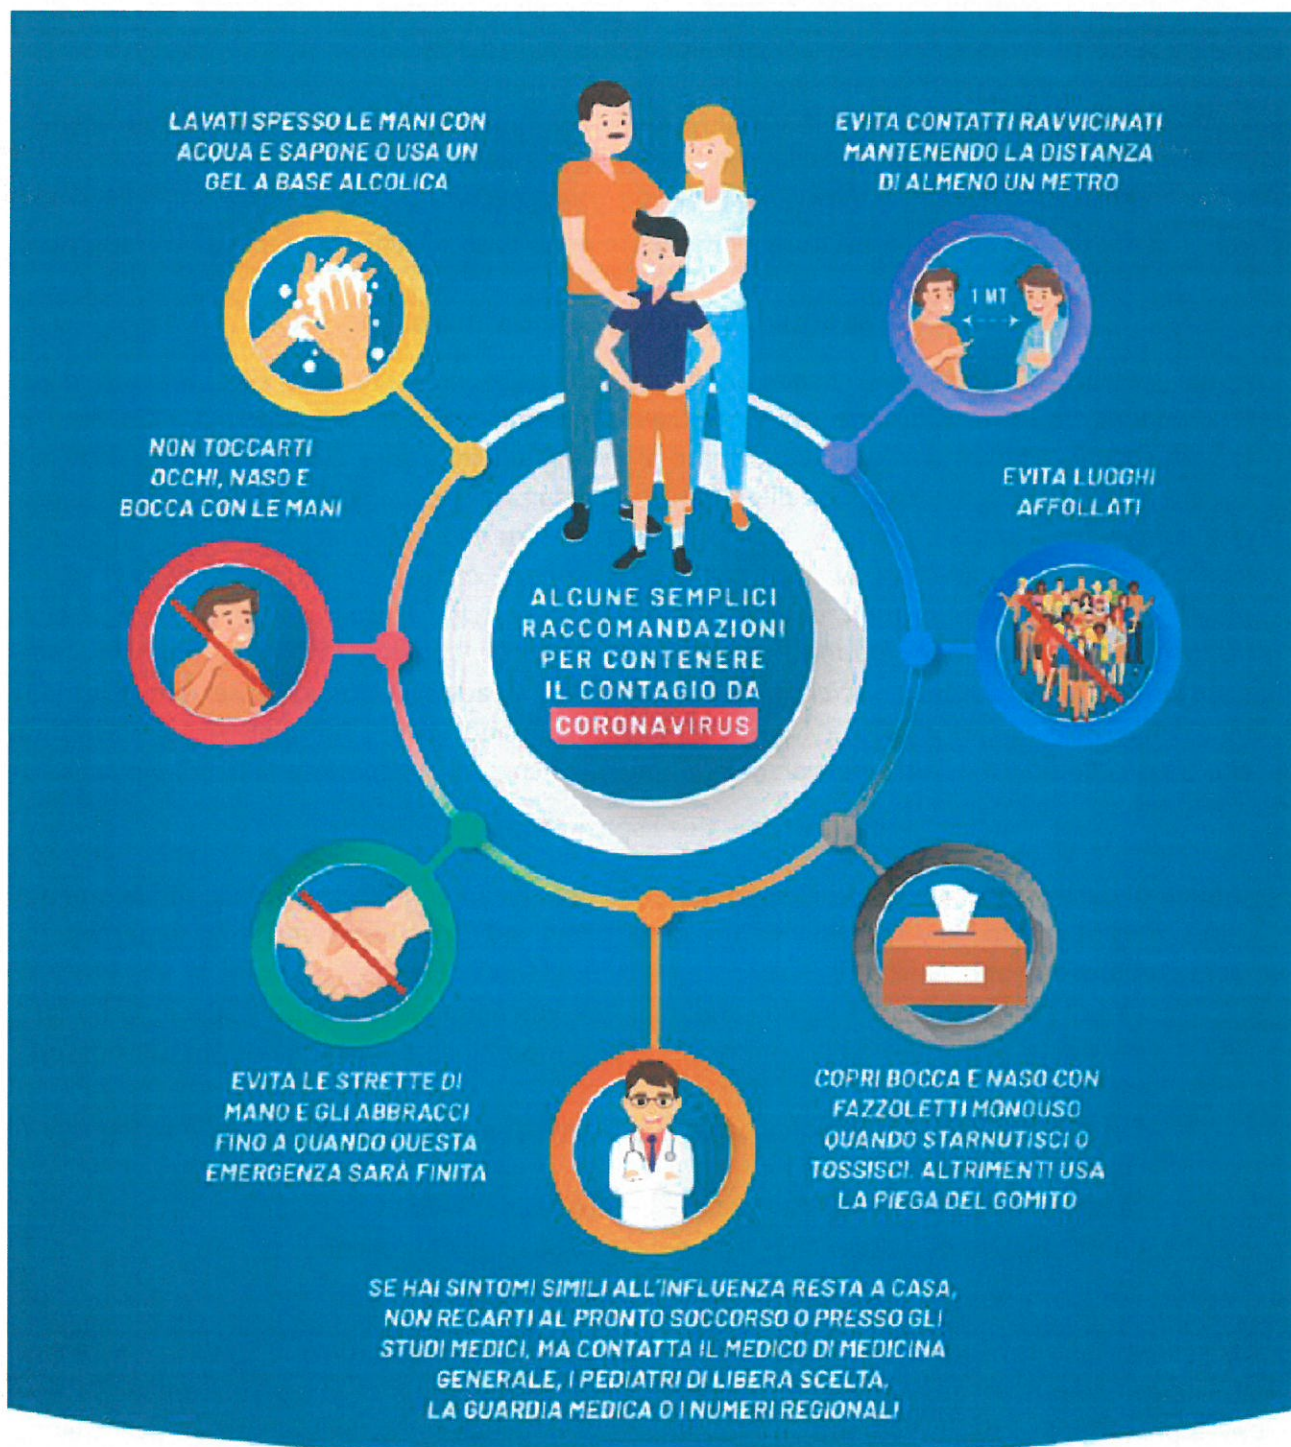 LAVATI SPESSO LE MANI CON
ACQUA E SAPONE O USA UN
GEL A BASE ALCOLICA
EVITA CONTATTI RAVVICINATI
MANTENENDO LA DISTANZA
DI ALMENO UN METRO
1 MT
NON TOCCARTI
OCCHI, NASO E
BOCCA CON LE MANI
EVITA LUOGHI
AFFOLLATI
ALCUNE SEMPLICI
RACCOMANDAZIONI
PER CONTENERE
IL CONTAGIO DA
CORONAVIRUS
EVITA LE STRETTE DI
MANO E GLI ABBRACCI
FINO A QUANDO QUESTA
EMERGENZA SARÀ FINITA
COPRI BOCCA E NASO CON
FAZZOLETTI MONOUSO
QUANDO STARNUTISCI O
TOSSISCI. ALTRIMENTI USA
LA PIEGA DEL GOMITO
SE HAI SINTOMI SIMILI ALL'INFLUENZA RESTA A CASA,
NON RECARTI AL PRONTO SOCCORSO O PRESSO GLI
STUDI MEDICI, MA CONTATTA IL MEDICO DI MEDICINA
GENERALE, I PEDIATRI DI LIBERA SCELTA,
LA GUARDIA MEDICA O I NUMERI REGIONALI